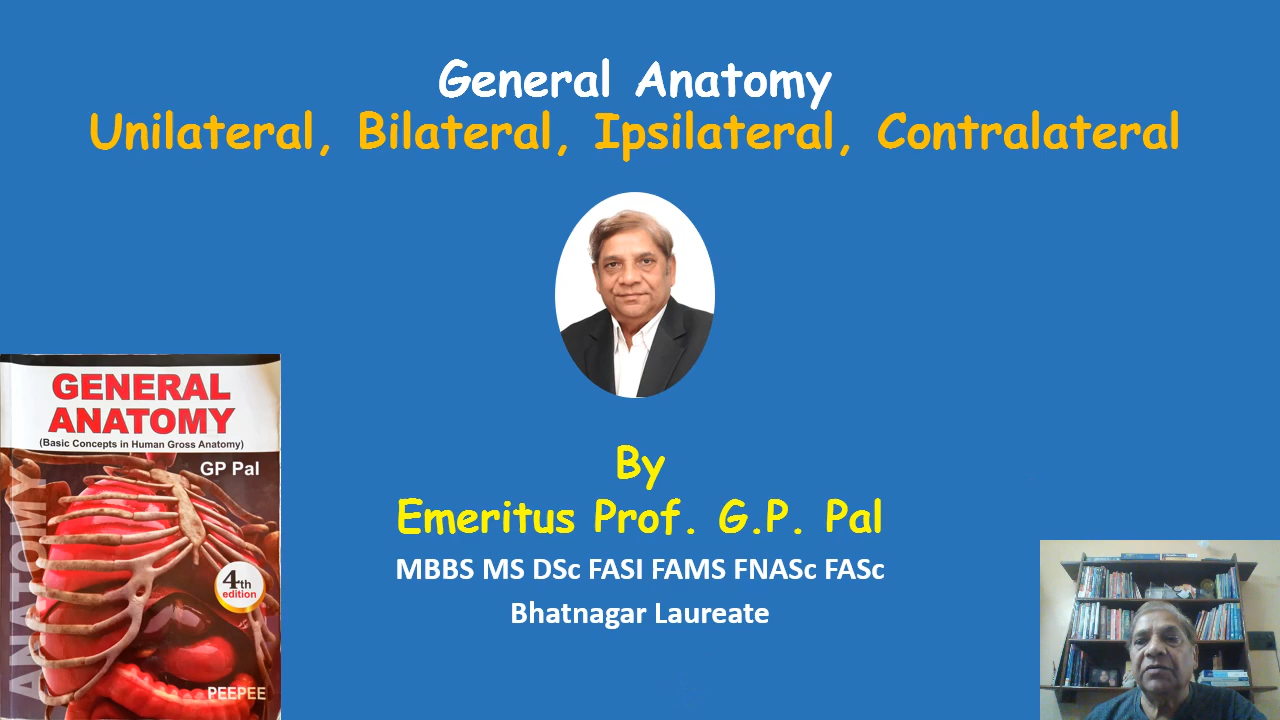 General Anatomy
Unilateral, Bilateral, Ipsilateral, Contralateral
GENERAL
ANATOMY
(Basic Concepts in Human Gross Anatomy)
GP Pal
ANATOMY
4th
edition
PEEPEE
By
Emeritus Prof. G.P. Pal
MBBS MS DSc FASI FAMS FNASc FASc
Bhatnagar Laureate